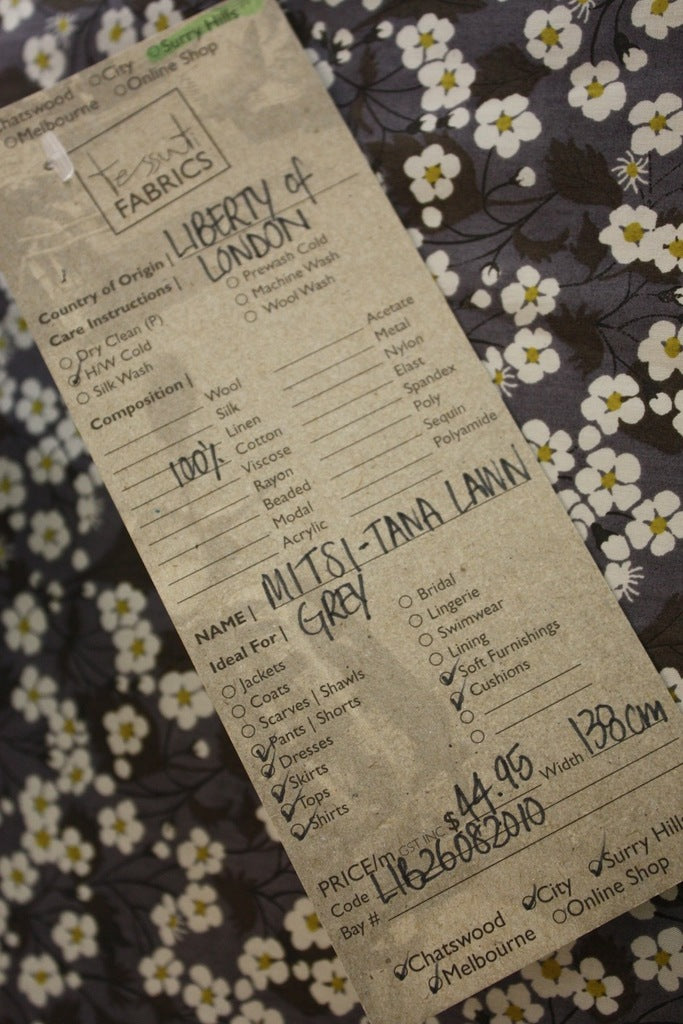 Chatswood ○City ○Surry Hills
○Melbourne ○Online Shop
tessuti
FABRICS
Country of Origin | LIBERTY of
LONDON
Care Instructions |
○ Dry Clean (P)
○ H/W Cold
○ Silk Wash
○ Prewash Cold
○ Machine Wash
○ Wool Wash
Composition |
Wool
Silk
Linen
100% Cotton
Viscose
Rayon
Beaded
Modal
Acrylic
Acetate
Metal
Nylon
Elast
Spandex
Poly
Sequin
Polyamide
NAME | MITSI-TANA LAWN
GREY
Ideal For |
○ Jackets
○ Coats
○ Scarves | Shawls
✓ Pants | Shorts
✓ Dresses
✓ Skirts
✓ Tops
✓ Shirts
○ Bridal
○ Lingerie
○ Swimwear
○ Lining
✓ Soft Furnishings
✓ Cushions
○
○
PRICE/m GST INC $44.95 Width 138cm
Code LIB26082010
Bay #
✓Chatswood ✓City ✓Surry Hills
✓Melbourne ○Online Shop